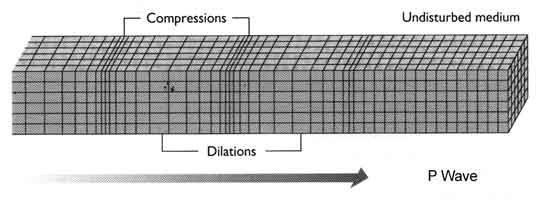 Compressions
Undisturbed medium
Dilations
P Wave